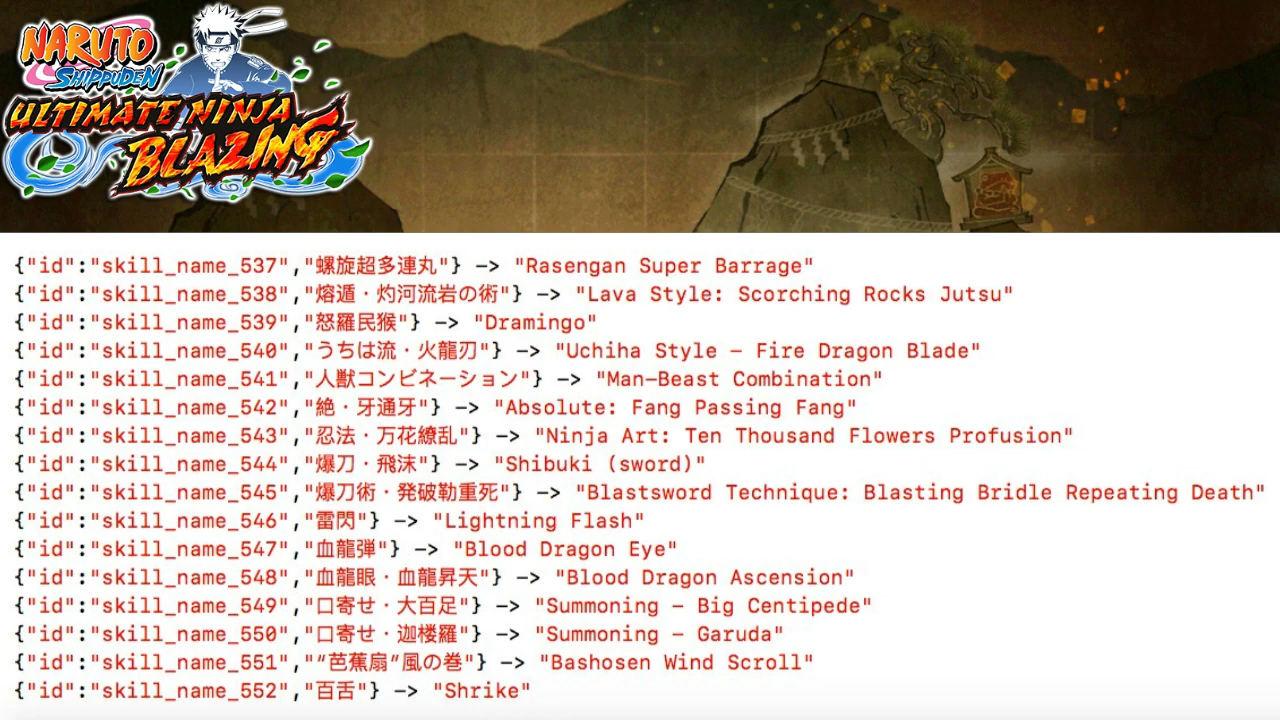 NARUTO
SHIPPUDEN
ULTIMATE NINJA
BLAZING
{"id":"skill_name_537","螺旋超多連丸"} –> "Rasengan Super Barrage"
{"id":"skill_name_538","熔遁・灼河流岩の術"} –> "Lava Style: Scorching Rocks Jutsu"
{"id":"skill_name_539","怒羅民猴"} –> "Dramingo"
{"id":"skill_name_540","うちは流・火龍刃"} –> "Uchiha Style – Fire Dragon Blade"
{"id":"skill_name_541","人獣コンビネーション"} –> "Man–Beast Combination"
{"id":"skill_name_542","絶・牙通牙"} –> "Absolute: Fang Passing Fang"
{"id":"skill_name_543","忍法・万花繚乱"} –> "Ninja Art: Ten Thousand Flowers Profusion"
{"id":"skill_name_544","爆刀・飛沫"} –> "Shibuki (sword)"
{"id":"skill_name_545","爆刀術・発破勒重死"} –> "Blastsword Technique: Blasting Bridle Repeating Death"
{"id":"skill_name_546","雷閃"} –> "Lightning Flash"
{"id":"skill_name_547","血龍弾"} –> "Blood Dragon Eye"
{"id":"skill_name_548","血龍眼・血龍昇天"} –> "Blood Dragon Ascension"
{"id":"skill_name_549","口寄せ・大百足"} –> "Summoning – Big Centipede"
{"id":"skill_name_550","口寄せ・迦楼羅"} –> "Summoning – Garuda"
{"id":"skill_name_551","“芭蕉扇”風の巻"} –> "Bashosen Wind Scroll"
{"id":"skill_name_552","百舌"} –> "Shrike"